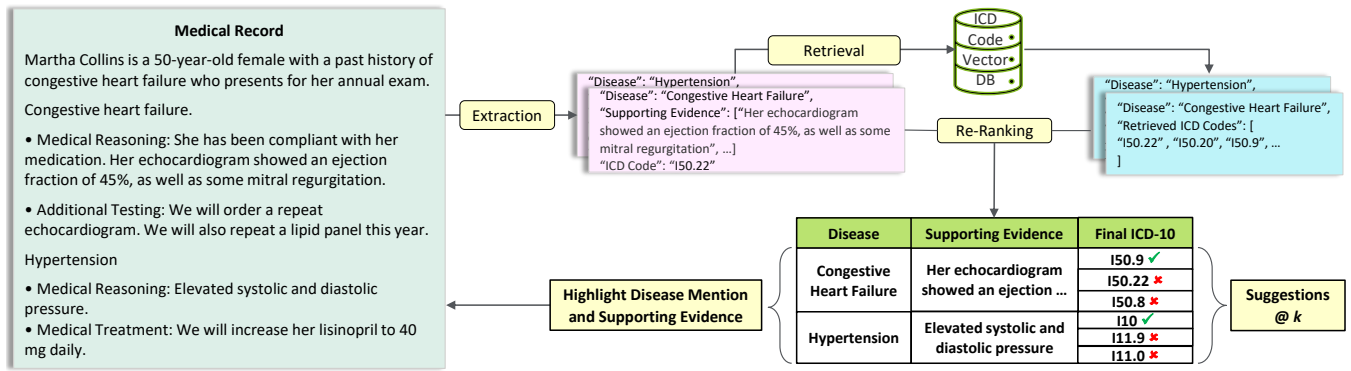 Medical Record
Martha Collins is a 50-year-old female with a past history of
congestive heart failure who presents for her annual exam.
Congestive heart failure.
• Medical Reasoning: She has been compliant with her
medication. Her echocardiogram showed an ejection
fraction of 45%, as well as some mitral regurgitation.
• Additional Testing: We will order a repeat
echocardiogram. We will also repeat a lipid panel this year.
Hypertension
• Medical Reasoning: Elevated systolic and diastolic
pressure.
• Medical Treatment: We will increase her lisinopril to 40
mg daily.
Extraction
Retrieval
ICD
Code
Vector
DB
“Disease”: “Hypertension”,
“Disease”: “Congestive Heart Failure”,
“Supporting Evidence”: [“Her echocardiogram
showed an ejection fraction of 45%, as well as some
mitral regurgitation”, …]
“ICD Code”: “I50.22”
Re-Ranking
“Disease”: “Hypertension”,
“Disease”: “Congestive Heart Failure”,
“Retrieved ICD Codes”: [
“I50.22” , “I50.20”, “I50.9”, …
]
Disease Supporting Evidence Final ICD-10
Congestive
Heart Failure
Her echocardiogram
showed an ejection …
I50.9 ✓
I50.22 ✖
I50.8 ✖
Hypertension
Elevated systolic and
diastolic pressure
I10 ✓
I11.9 ✖
I11.0 ✖
Highlight Disease Mention
and Supporting Evidence
Suggestions
@ k